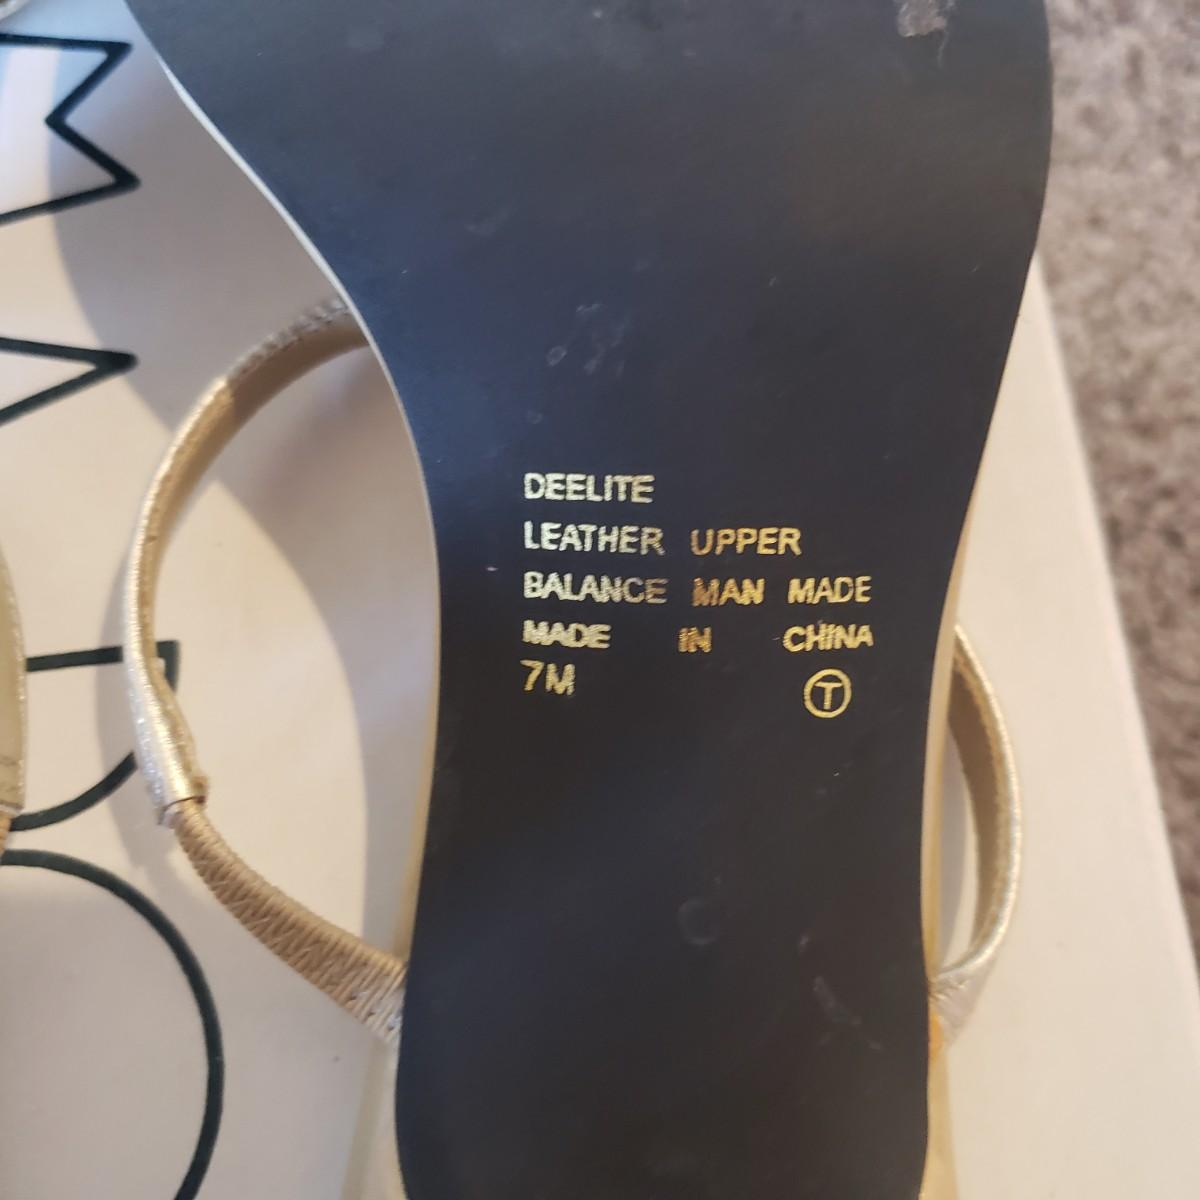 DEELITE
LEATHER UPPER
BALANCE MAN MADE
MADE IN CHINA
7M
T